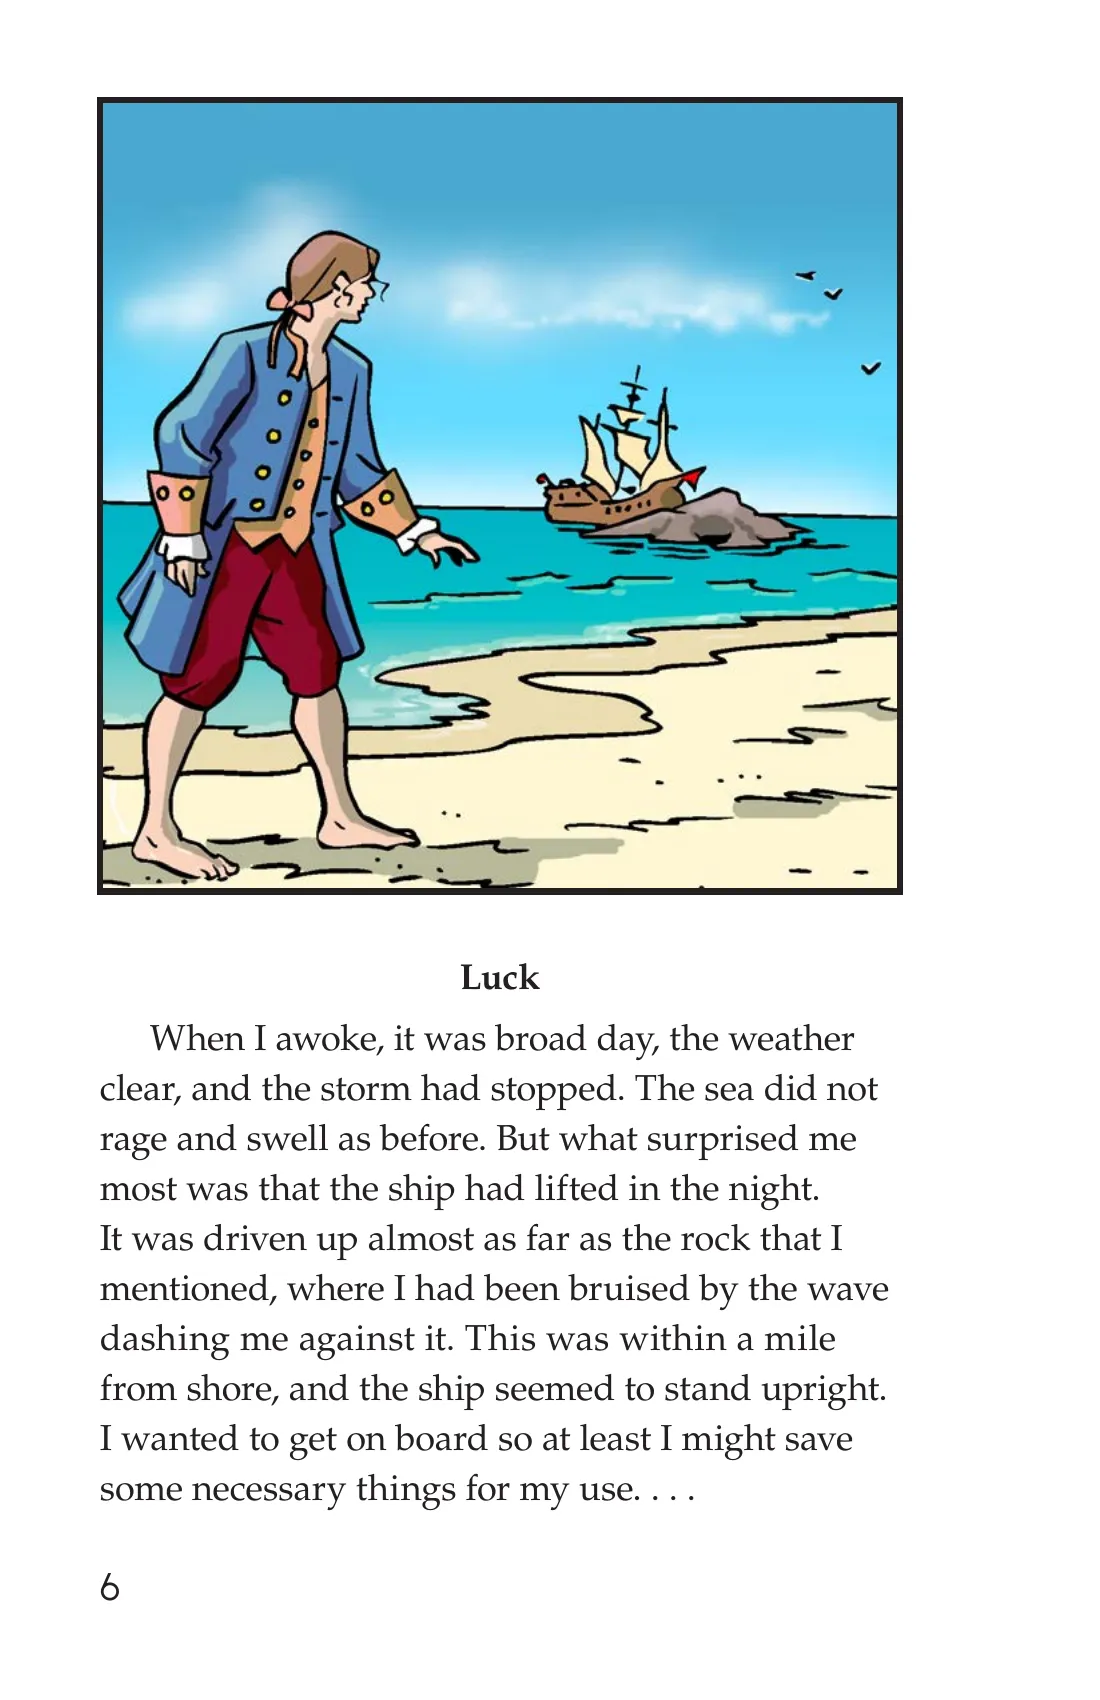 Luck
When I awoke, it was broad day, the weather
clear, and the storm had stopped. The sea did not
rage and swell as before. But what surprised me
most was that the ship had lifted in the night.
It was driven up almost as far as the rock that I
mentioned, where I had been bruised by the wave
dashing me against it. This was within a mile
from shore, and the ship seemed to stand upright.
I wanted to get on board so at least I might save
some necessary things for my use. . . .
6